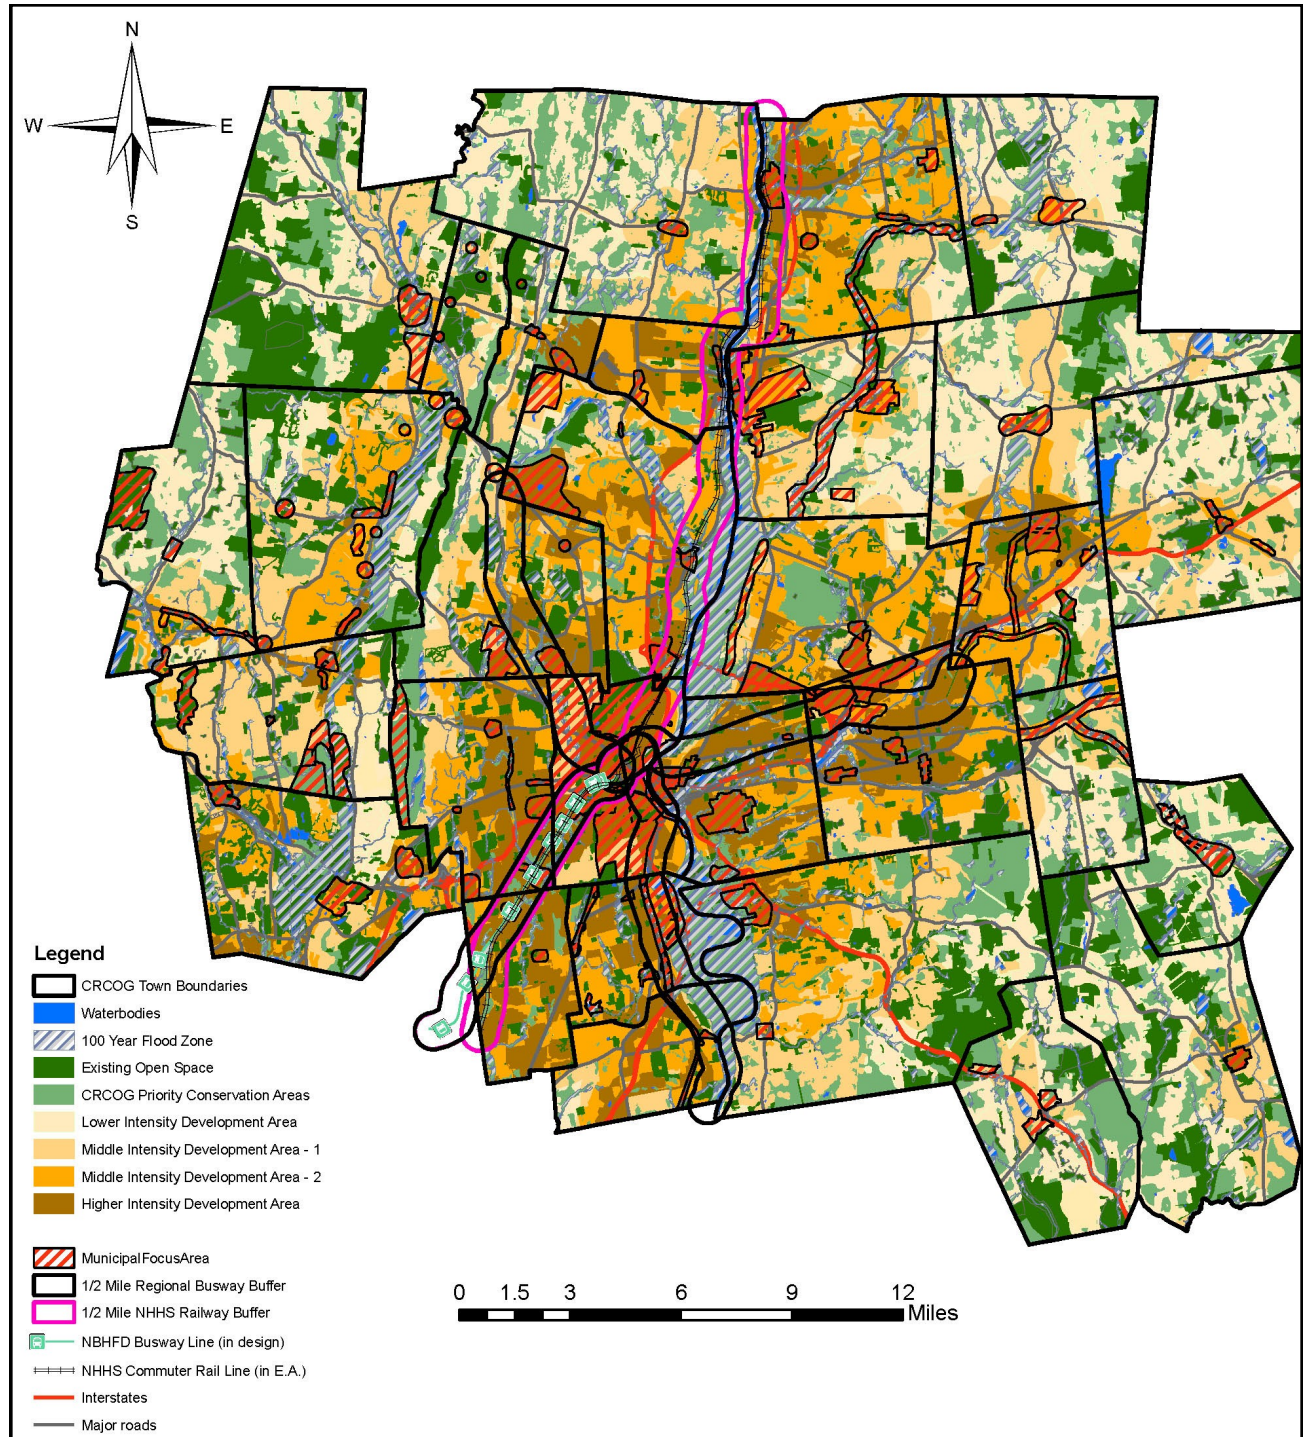 N
W E
S
Legend
CRCOG Town Boundaries
Waterbodies
100 Year Flood Zone
Existing Open Space
CRCOG Priority Conservation Areas
Lower Intensity Development Area
Middle Intensity Development Area - 1
Middle Intensity Development Area - 2
Higher Intensity Development Area
MunicipalFocusArea
1/2 Mile Regional Busway Buffer
1/2 Mile NHHS Railway Buffer
NBHFD Busway Line (in design)
NHHS Commuter Rail Line (in E.A.)
Interstates
Major roads
0 1.5 3 6 9 12
Miles